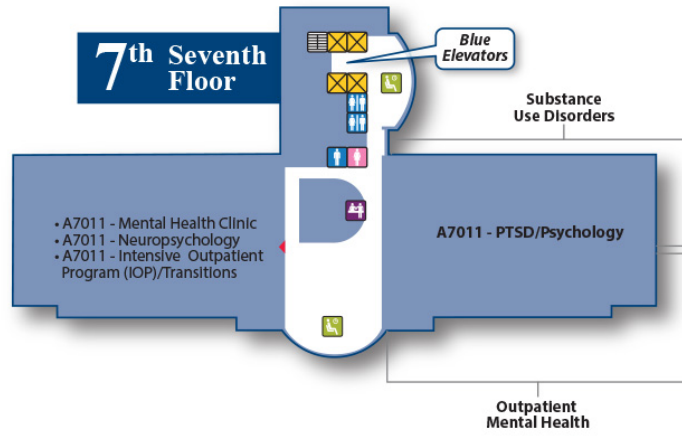 7th Seventh
Floor
Blue
Elevators
Substance
Use Disorders
• A7011 - Mental Health Clinic
• A7011 - Neuropsychology
• A7011 - Intensive Outpatient
Program (IOP)/Transitions
A7011 - PTSD/Psychology
Outpatient
Mental Health